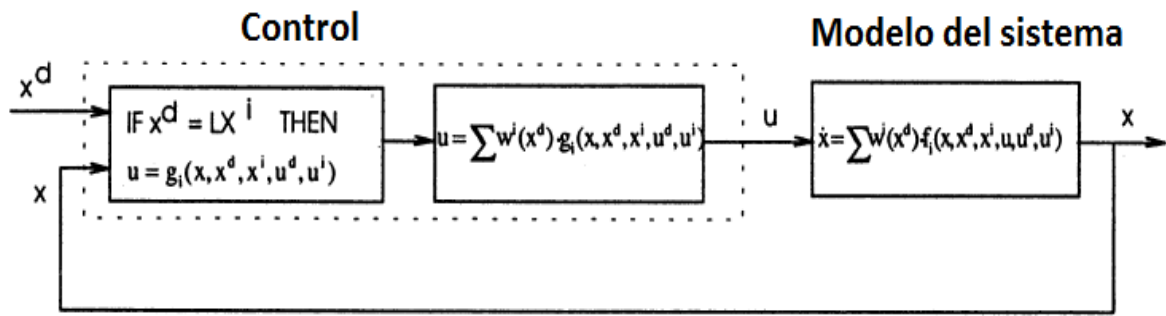 Control
Modelo del sistema
x^d
IF x^d = LX^i THEN
u = g_i(x, x^d, x^i, u^d, u^i)
u = ∑ w^i(x^d)·g_i(x, x^d, x^i, u^d, u^i)
u
ẋ = ∑ w^i(x^d)·f_i(x, x^d, x^i, u, u^d, u^i)
x
x